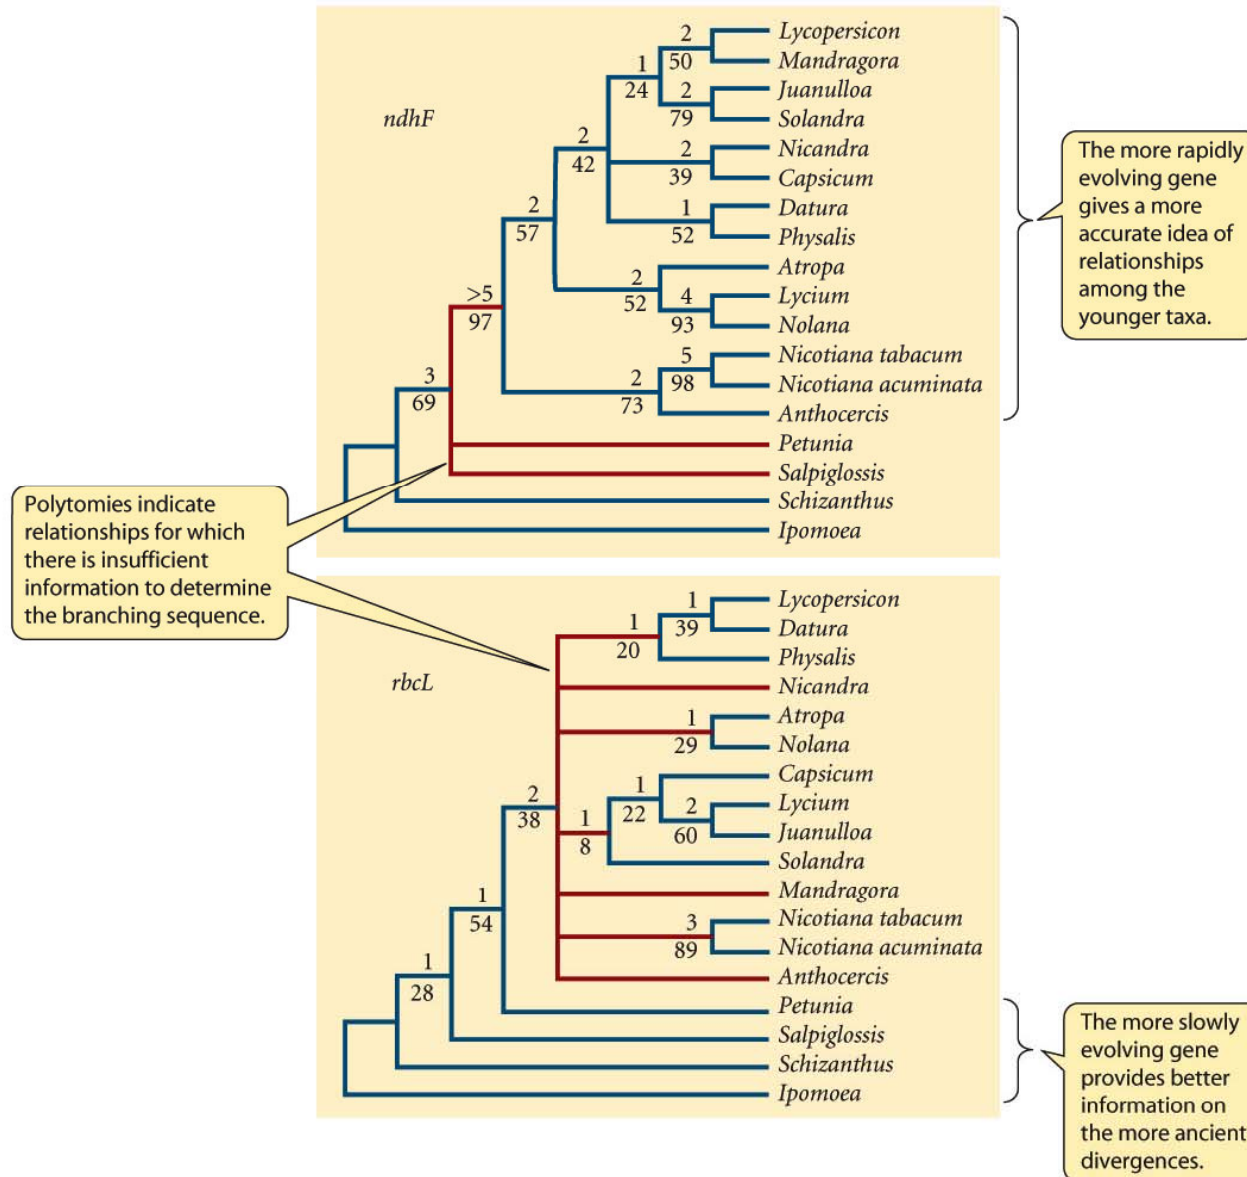 ndhF
2
50
1
24
2
79
2
42
2
39
2
57
1
52
>5
97
2
52
4
93
3
69
5
98
2
73
Lycopersicon
Mandragora
Juanulloa
Solandra
Nicandra
Capsicum
Datura
Physalis
Atropa
Lycium
Nolana
Nicotiana tabacum
Nicotiana acuminata
Anthocercis
Petunia
Salpiglossis
Schizanthus
Ipomoea
The more rapidly
evolving gene
gives a more
accurate idea of
relationships
among the
younger taxa.
Polytomies indicate
relationships for which
there is insufficient
information to determine
the branching sequence.
rbcL
1
39
1
20
1
29
1
22
2
60
2
38
1
8
3
89
1
54
1
28
Lycopersicon
Datura
Physalis
Nicandra
Atropa
Nolana
Capsicum
Lycium
Juanulloa
Solandra
Mandragora
Nicotiana tabacum
Nicotiana acuminata
Anthocercis
Petunia
Salpiglossis
Schizanthus
Ipomoea
The more slowly
evolving gene
provides better
information on
the more ancient
divergences.